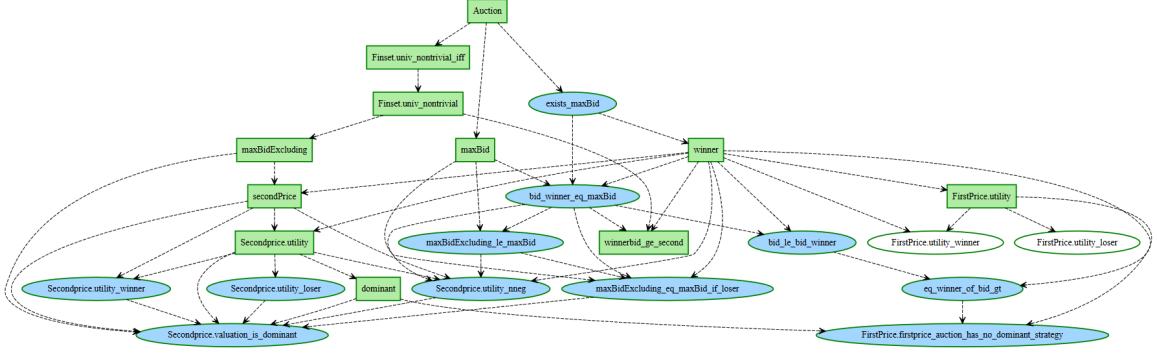 Auction
Finset.univ_nontrivial_iff
Finset.univ_nontrivial
exists_maxBid
maxBidExcluding
maxBid
winner
secondPrice
bid_winner_eq_maxBid
FirstPrice.utility
Secondprice.utility
maxBidExcluding_le_maxBid
winnerbid_ge_second
bid_le_bid_winner
FirstPrice.utility_winner
FirstPrice.utility_loser
Secondprice.utility_winner
Secondprice.utility_loser
dominant
Secondprice.utility_nneg
maxBidExcluding_eq_maxBid_if_loser
eq_winner_of_bid_gt
Secondprice.valuation_is_dominant
FirstPrice.firstprice_auction_has_no_dominant_strategy